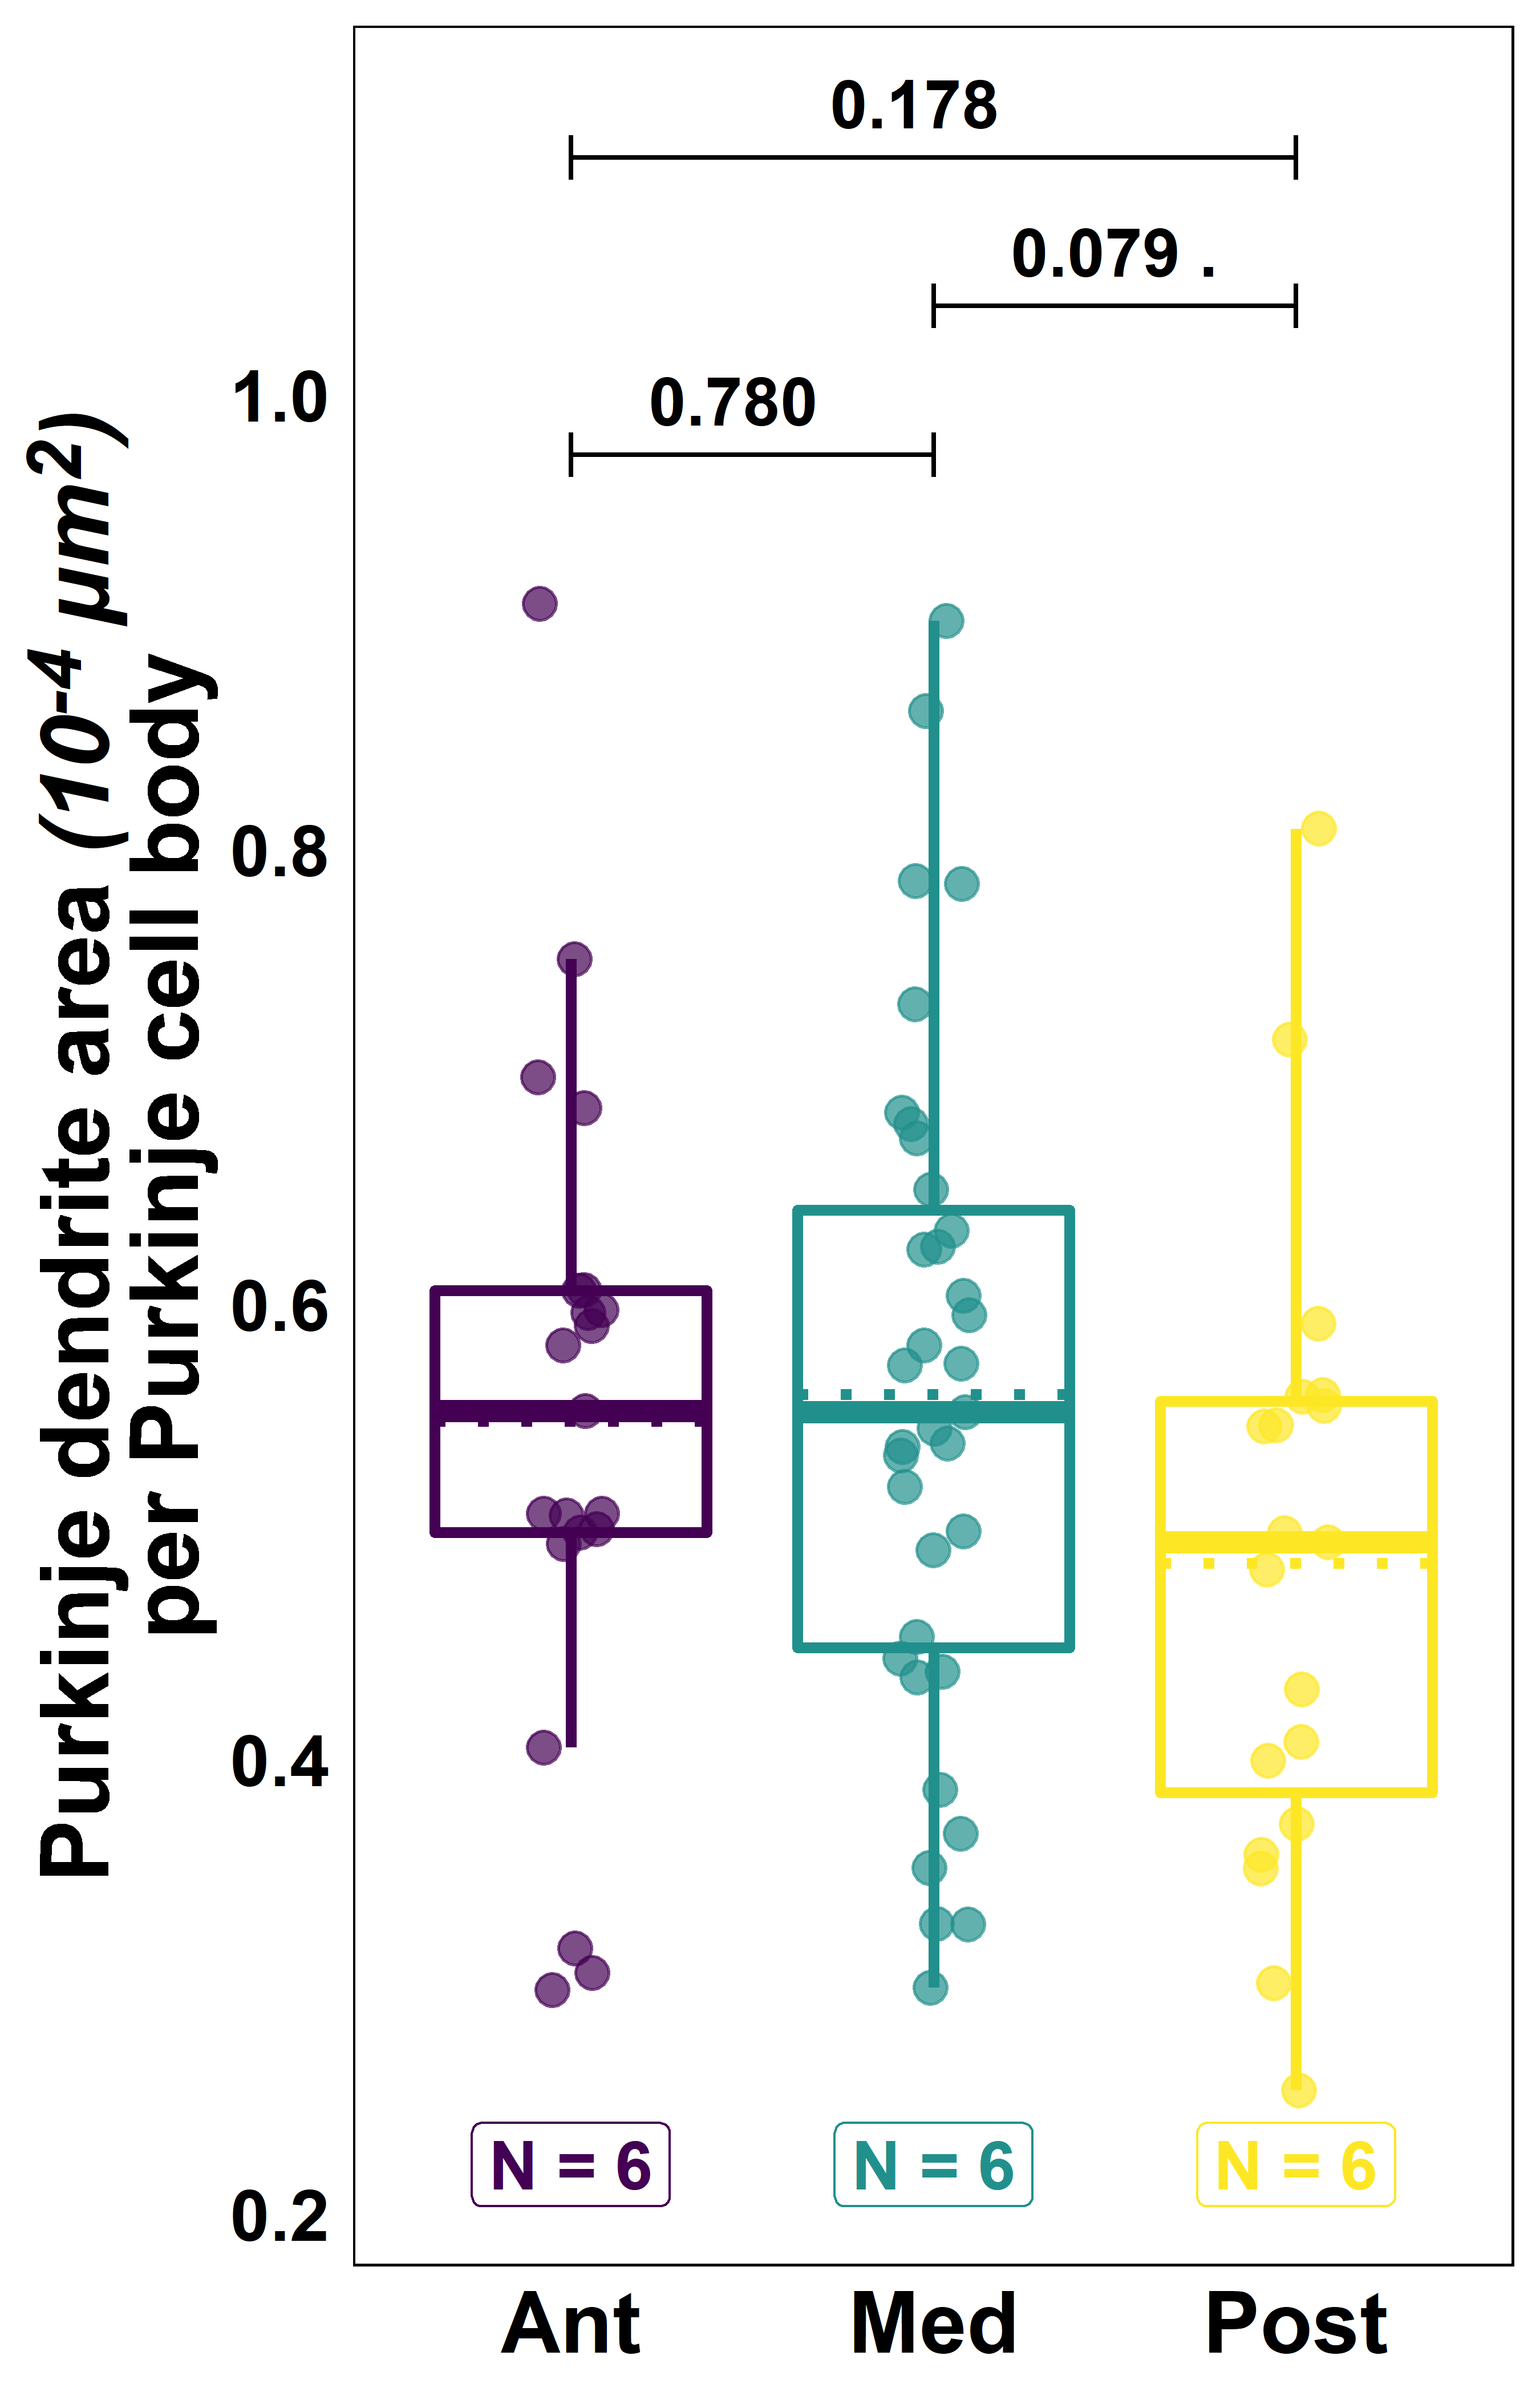 0.178
0.079 .
0.780
Purkinje dendrite area (10⁻⁴ µm²)
per Purkinje cell body
1.0
0.8
0.6
0.4
0.2
N = 6
N = 6
N = 6
Ant
Med
Post